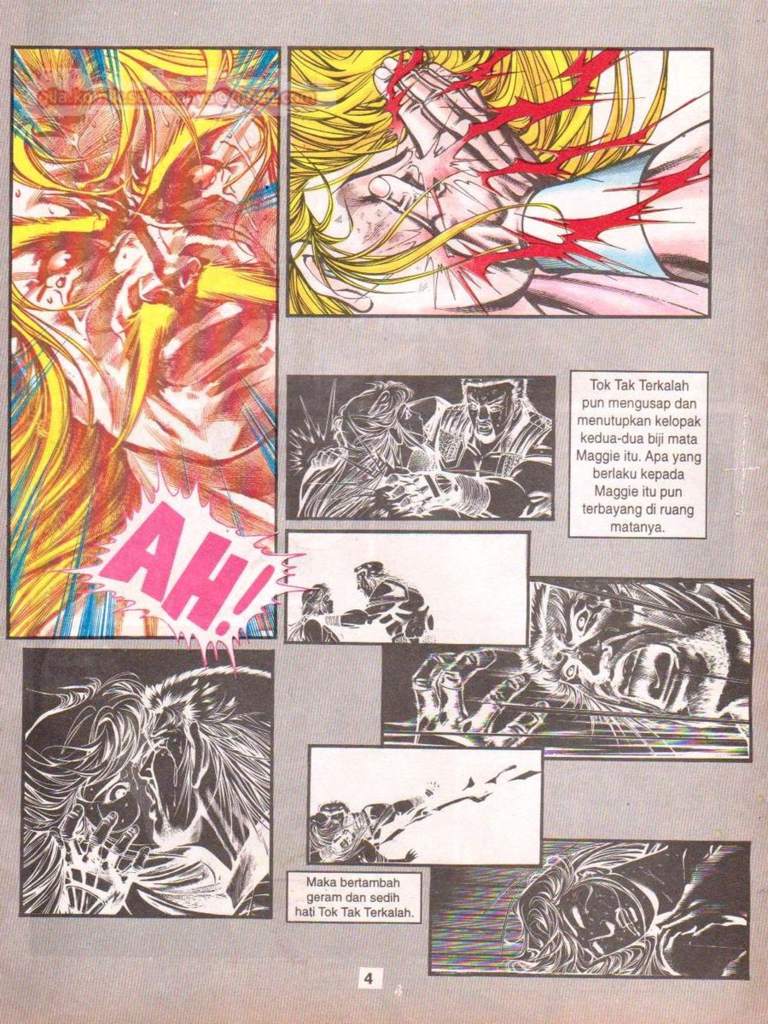 AH!
Tok Tak Terkalah
pun mengusap dan
menutupkan kelopak
kedua-dua biji mata
Maggie itu. Apa yang
berlaku kepada
Maggie itu pun
terbayang di ruang
matanya.
Maka bertambah
geram dan sedih
hati Tok Tak Terkalah.
4
4